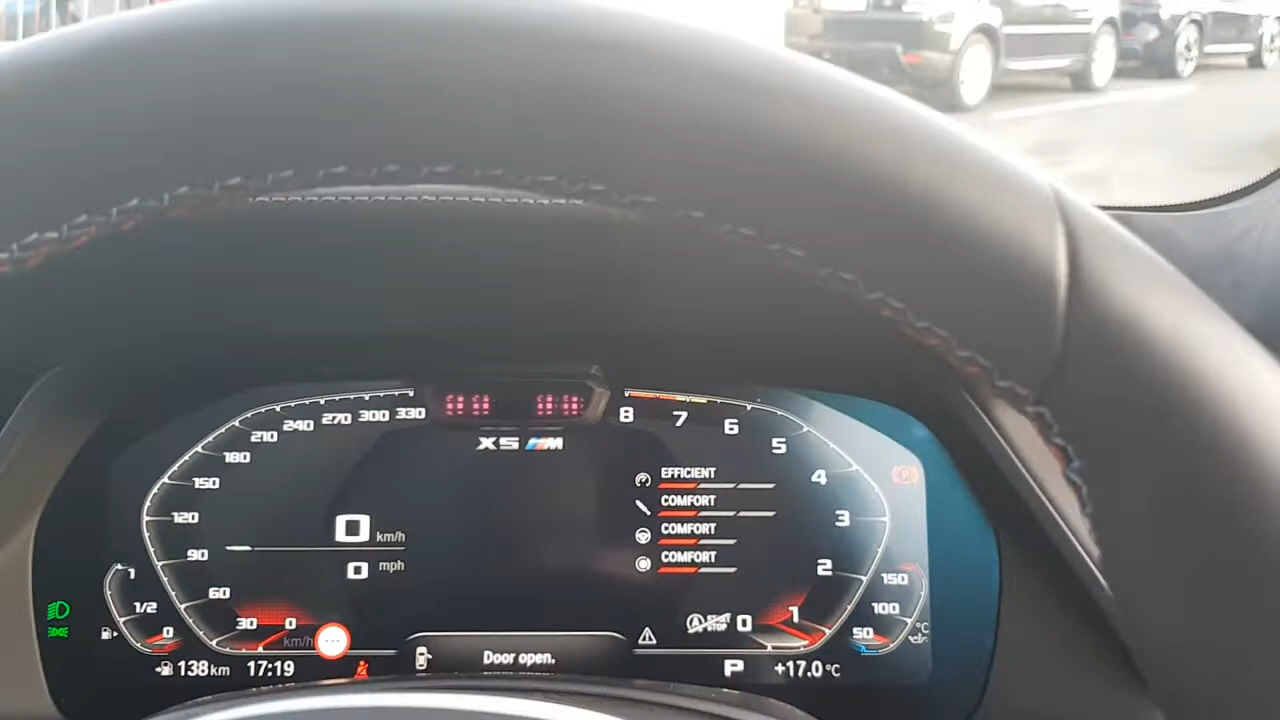 X5 M
330
300
270
240
210
180
150
120
90
60
30
0
0 km/h
0 mph
km/h
8
7
6
5
4
3
2
1
0
EFFICIENT
COMFORT
COMFORT
COMFORT
P
1
1/2
0
150
100
50
°C
A START STOP
138 km
17:19
Door open.
P
+17.0 °C